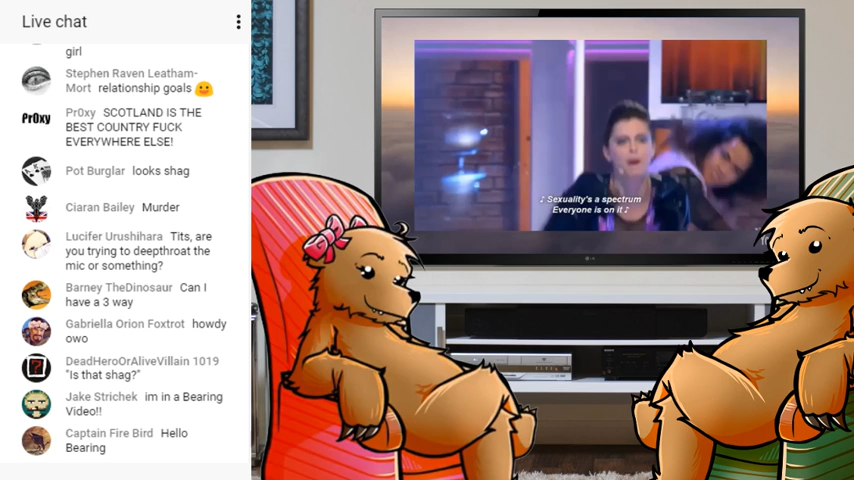 Live chat
girl
Stephen Raven Leatham-
Mort relationship goals
Pr0xy
Pr0xy SCOTLAND IS THE
BEST COUNTRY FUCK
EVERYWHERE ELSE!
Pot Burglar looks shag
Ciaran Bailey Murder
Lucifer Urushihara Tits, are
you trying to deepthroat the
mic or something?
Barney TheDinosaur Can I
have a 3 way
Gabriella Orion Foxtrot howdy
owo
DeadHeroOrAliveVillain 1019
"Is that shag?"
Jake Strichek im in a Bearing
Video!!
Captain Fire Bird Hello
Bearing
♪ Sexuality's a spectrum
Everyone is on it ♪
LG